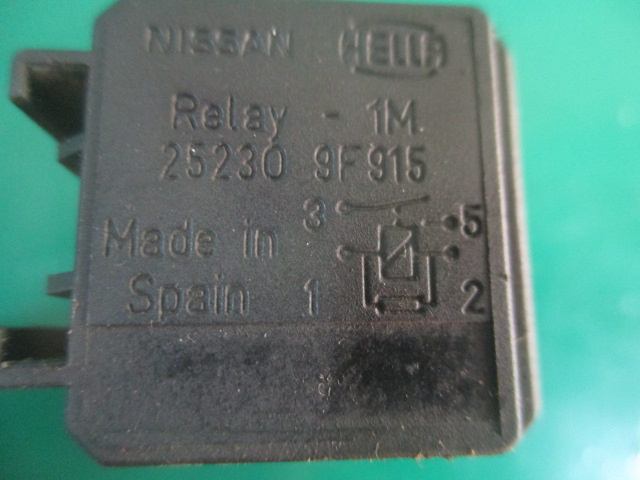 NISSAN HELLA
Relay - 1M.
25230 9F915
3 5
Made in
Spain 1 2